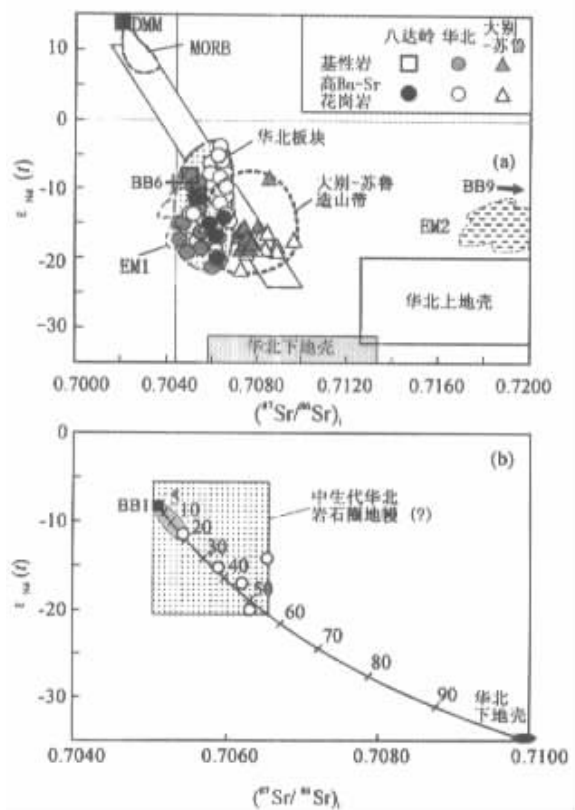 DMM
MORB
八达岭 华北 大别-苏鲁
基性岩
高Ba-Sr
花岗岩
华北板块
(a)
BB6
大别-苏鲁
造山带
BB9
EM2
EM1
华北上地壳
华北下地壳
10
0
-10
-20
-30
ε Nd (t)
0.7000 0.7040 0.7080 0.7120 0.7160 0.7200
(⁸⁷Sr/⁸⁶Sr)i
(b)
BB1
5
10
20
30
40
50
60
70
80
90
中生代华北
岩石圈地幔 (?)
华北
下地壳
0
-10
-20
-30
ε Nd (t)
0.7040 0.7060 0.7080 0.7100
(⁸⁷Sr/⁸⁶Sr)i